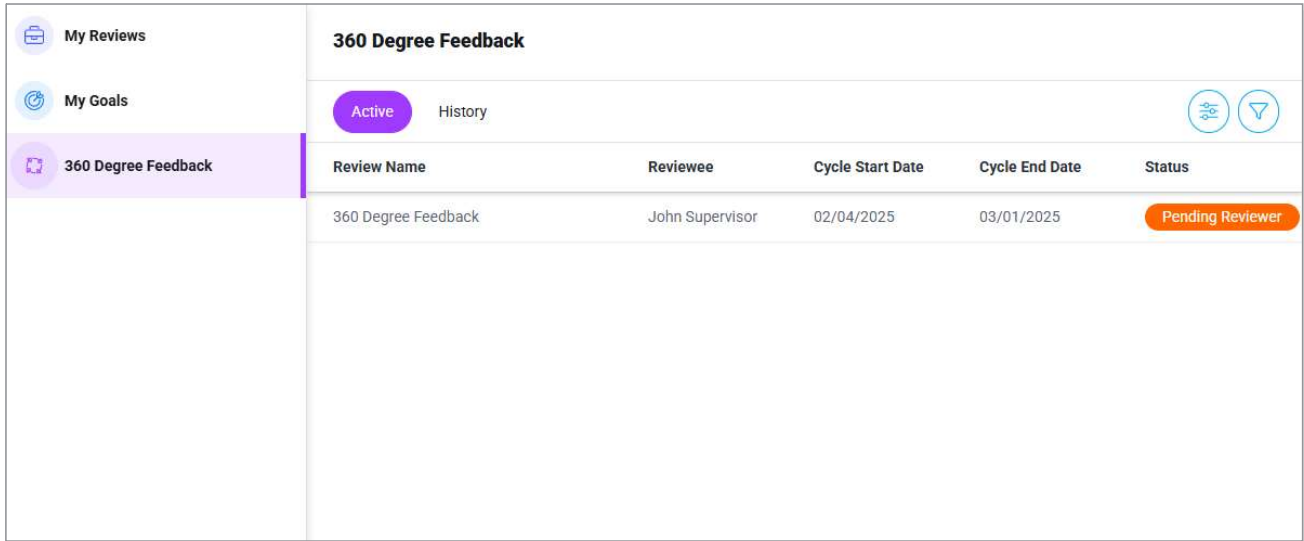 My Reviews
My Goals
360 Degree Feedback
360 Degree Feedback
Active History
Review Name Reviewee Cycle Start Date Cycle End Date Status
360 Degree Feedback John Supervisor 02/04/2025 03/01/2025 Pending Reviewer